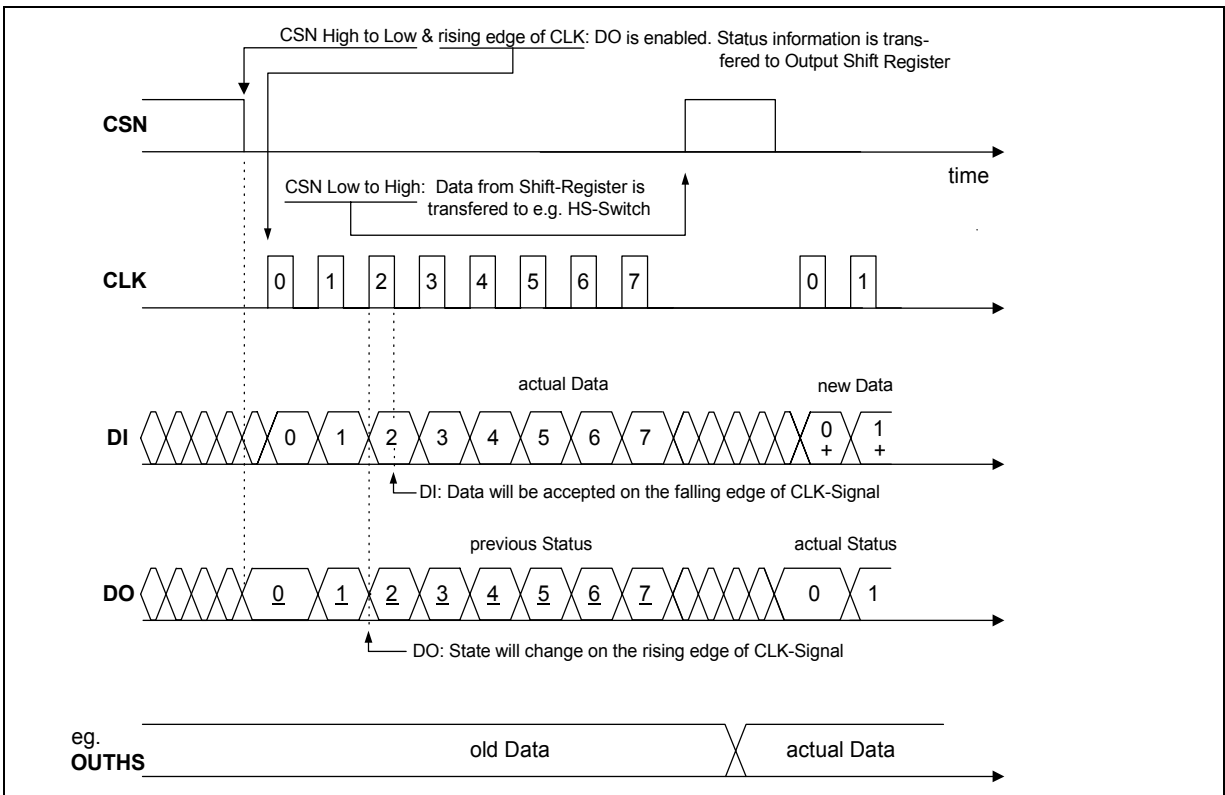 CSN High to Low & rising edge of CLK: DO is enabled. Status information is trans-
fered to Output Shift Register
CSN
time
CSN Low to High: Data from Shift-Register is
transfered to e.g. HS-Switch
CLK
0 1 2 3 4 5 6 7 0 1
actual Data new Data
DI
0 1 2 3 4 5 6 7 0 1
+ +
DI: Data will be accepted on the falling edge of CLK-Signal
previous Status actual Status
DO
0 1 2 3 4 5 6 7 0 1
DO: State will change on the rising edge of CLK-Signal
eg.
OUTHS
old Data actual Data